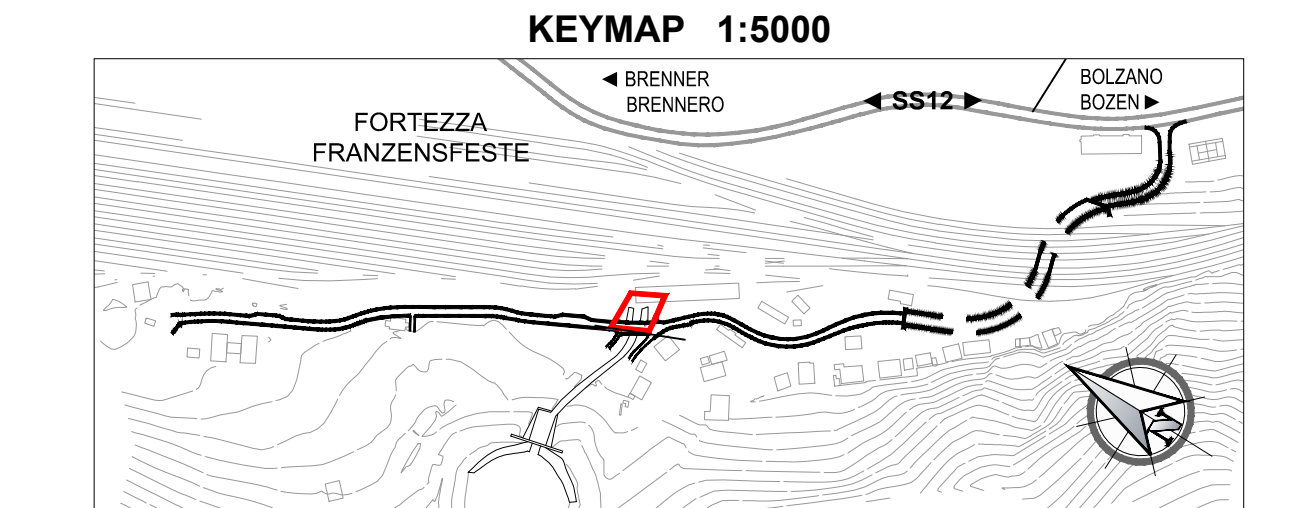 KEYMAP 1:5000
◄ BRENNER
BRENNERO
◄ SS12 ►
BOLZANO
BOZEN ►
FORTEZZA
FRANZENSFESTE
N